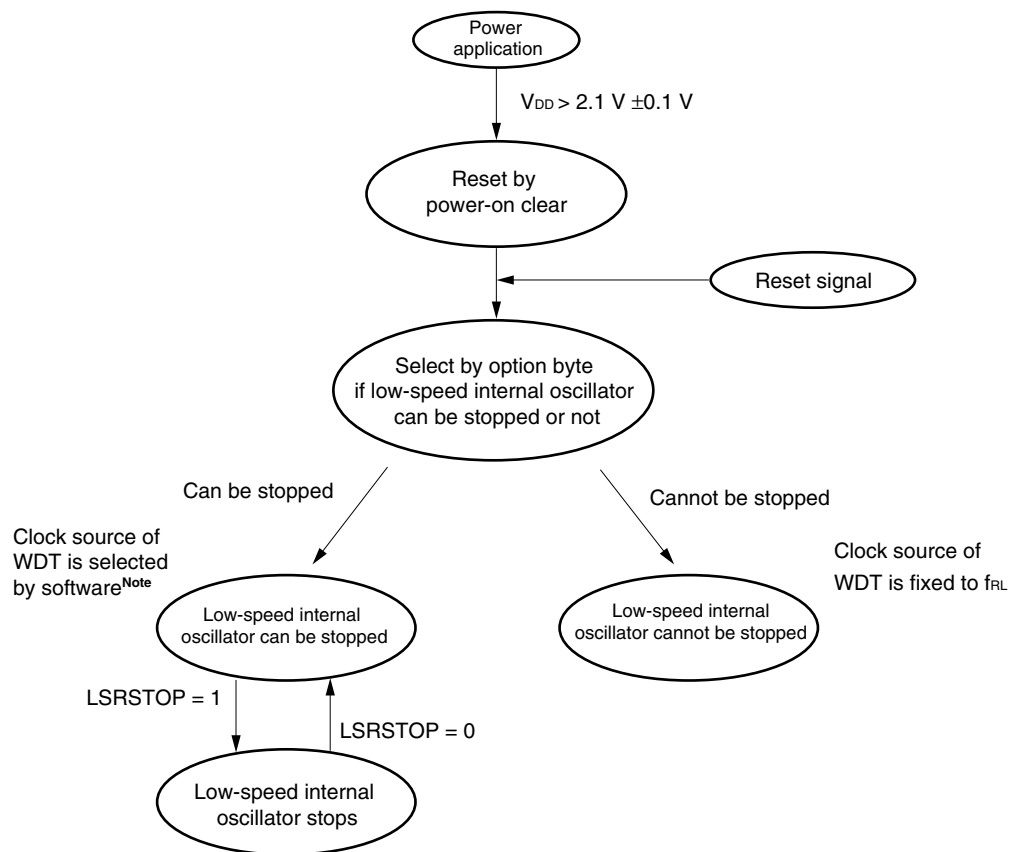 Power
application
VDD > 2.1 V ±0.1 V
Reset by
power-on clear
Reset signal
Select by option byte
if low-speed internal oscillator
can be stopped or not
Can be stopped
Cannot be stopped
Clock source of
WDT is selected
by softwareNote
Clock source of
WDT is fixed to fRL
Low-speed internal
oscillator can be stopped
Low-speed internal
oscillator cannot be stopped
LSRSTOP = 1
LSRSTOP = 0
Low-speed internal
oscillator stops